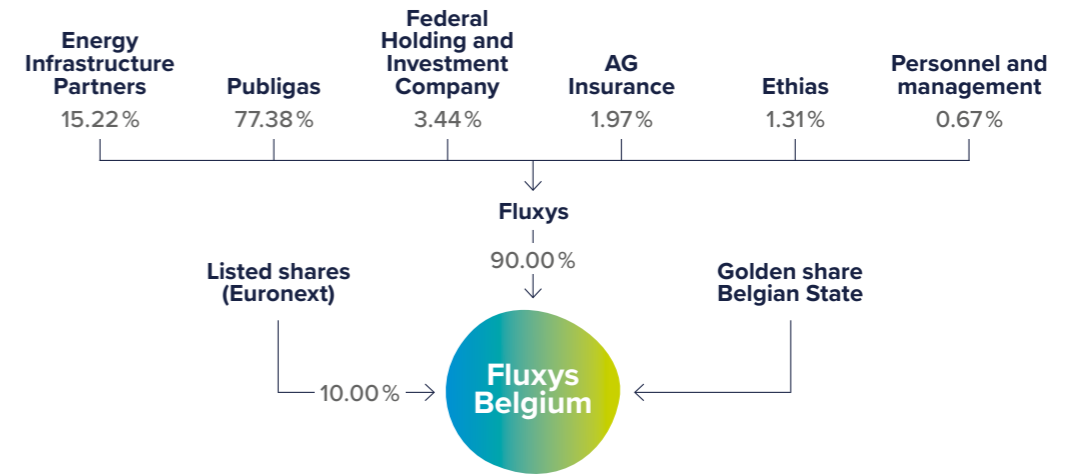 Energy
Infrastructure
Partners
15.22 %
Publigas
77.38 %
Federal
Holding and
Investment
Company
3.44 %
AG
Insurance
1.97 %
Ethias
1.31 %
Personnel and
management
0.67 %
Fluxys
90.00 %
Listed shares
(Euronext)
10.00 %
Golden share
Belgian State
Fluxys
Belgium